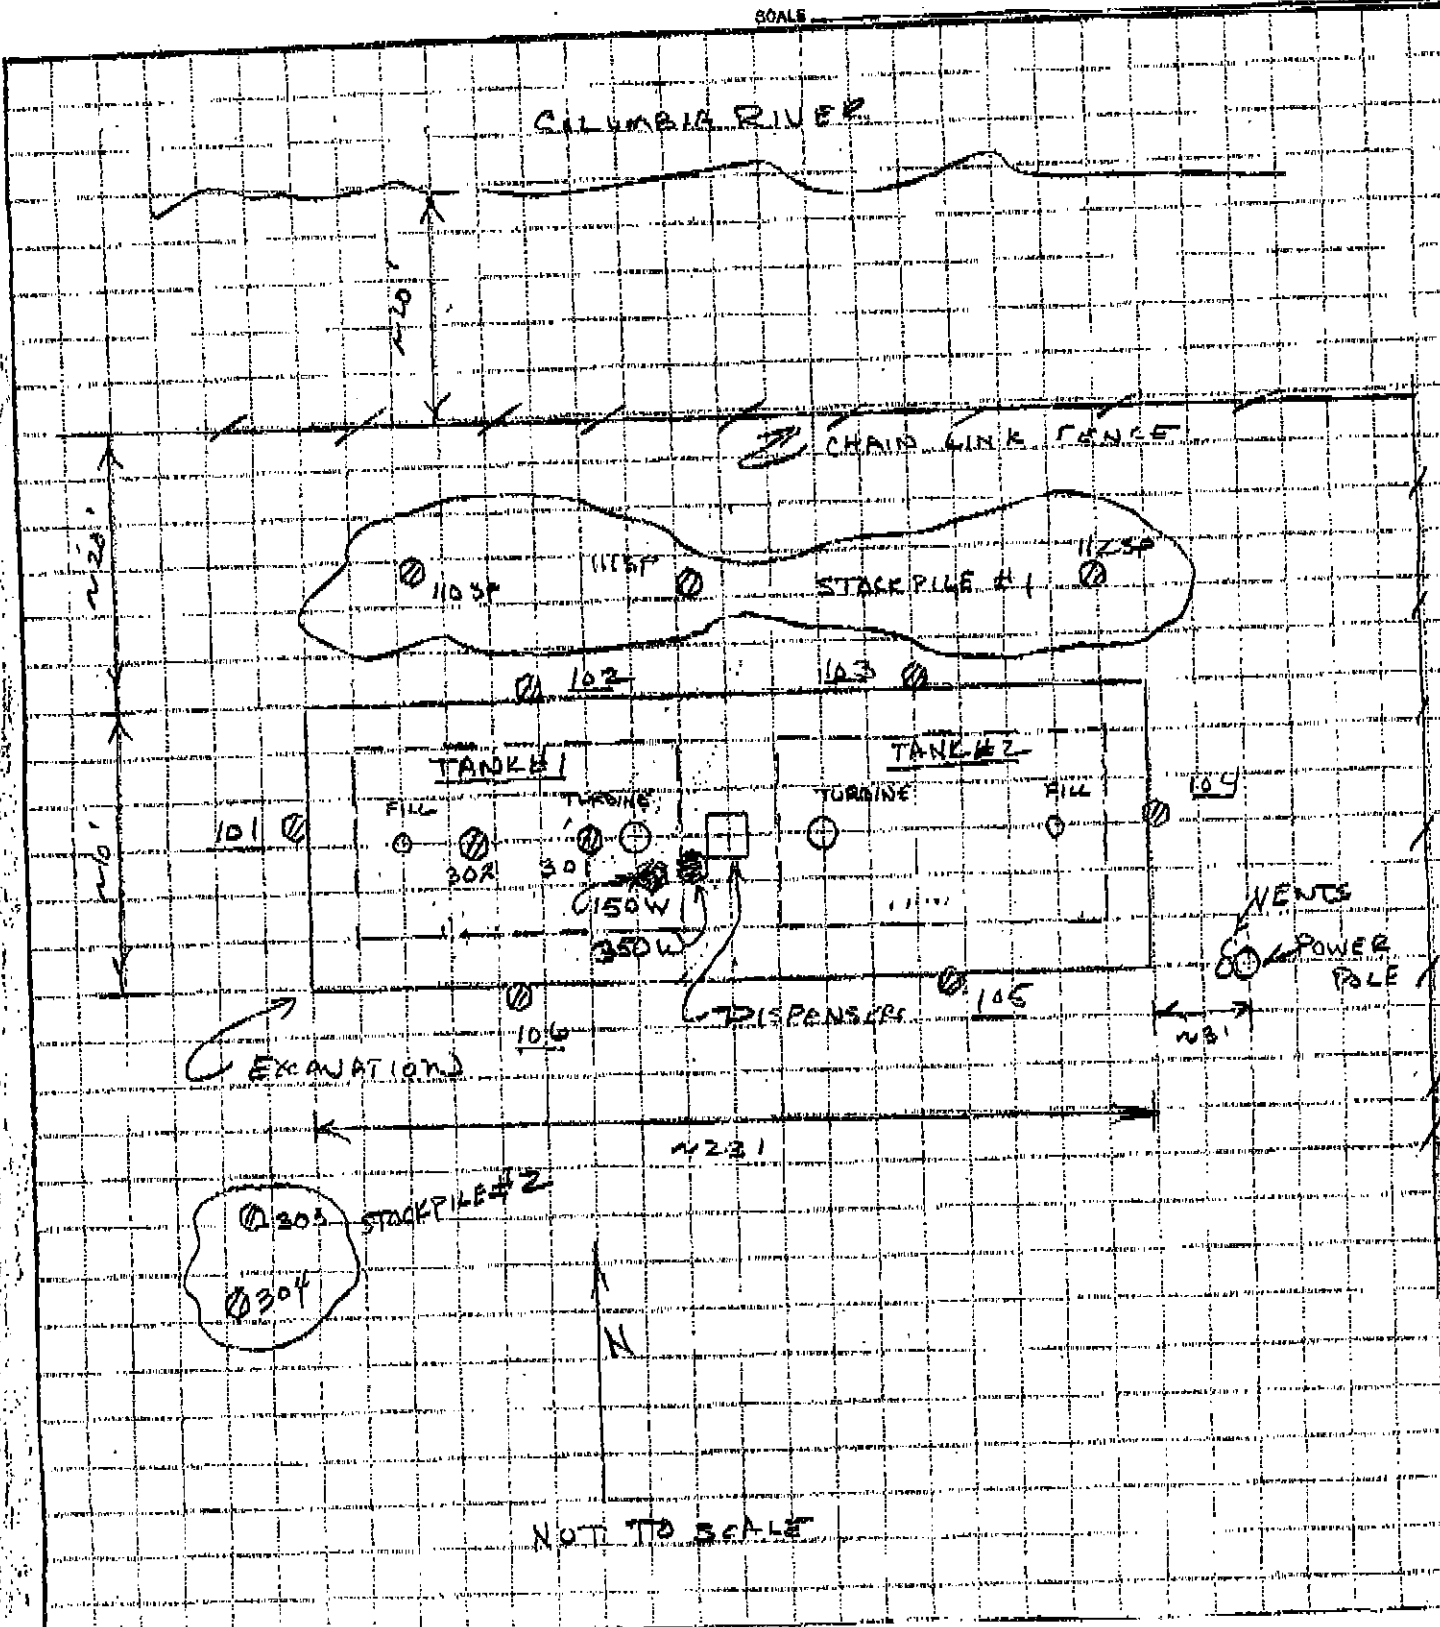 SCALE
COLUMBIA RIVER
~20'
CHAIN LINK FENCE
~20'
110SP
111SP
STOCKPILE #1
112SP
102
103
TANK #1
TANK #2
FILL
TURBINE
TURBINE
FILL
104
101
302
301
~10'
150W
350W
VENTS
POWER
POLE
DISPENSERS
105
106
~3'
EXCAVATION
~23'
STOCKPILE #2
303
304
N
NOT TO SCALE